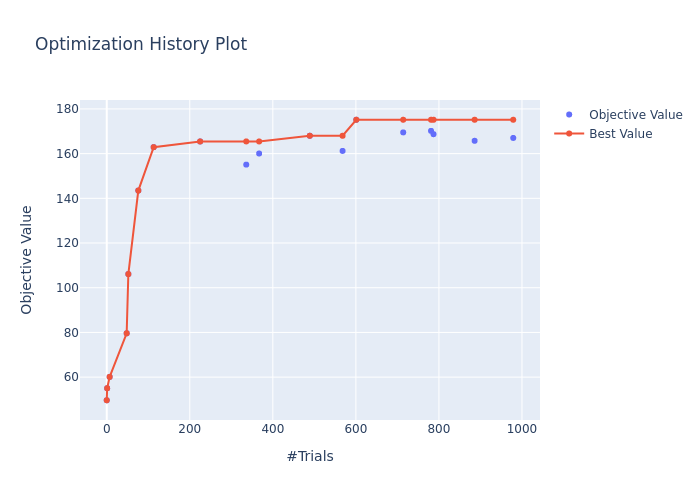 Optimization History Plot
180
160
140
120
100
80
60
Objective Value
0
200
400
600
800
1000
#Trials
Objective Value
Best Value